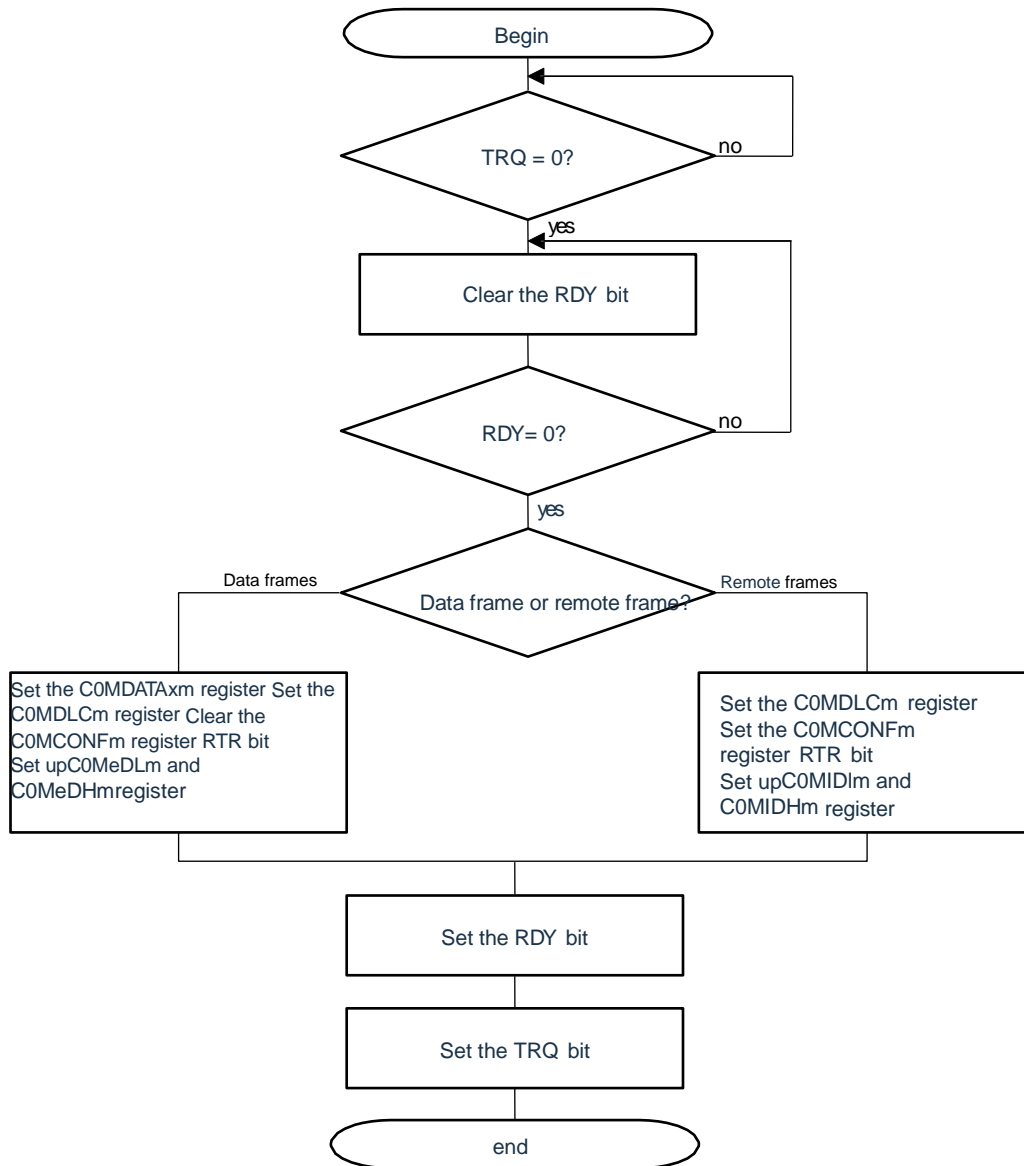 Begin
TRQ = 0?
no
yes
Clear the RDY bit
RDY= 0?
no
yes
Data frames
Remote frames
Data frame or remote frame?
Set the C0MDATAxm register Set the
C0MDLCm register Clear the
C0MCONFm register RTR bit
Set upC0MeDLm and
C0MeDHmregister
Set the C0MDLCm register
Set the C0MCONFm
register RTR bit
Set upC0MIDlm and
C0MIDHm register
Set the RDY bit
Set the TRQ bit
end